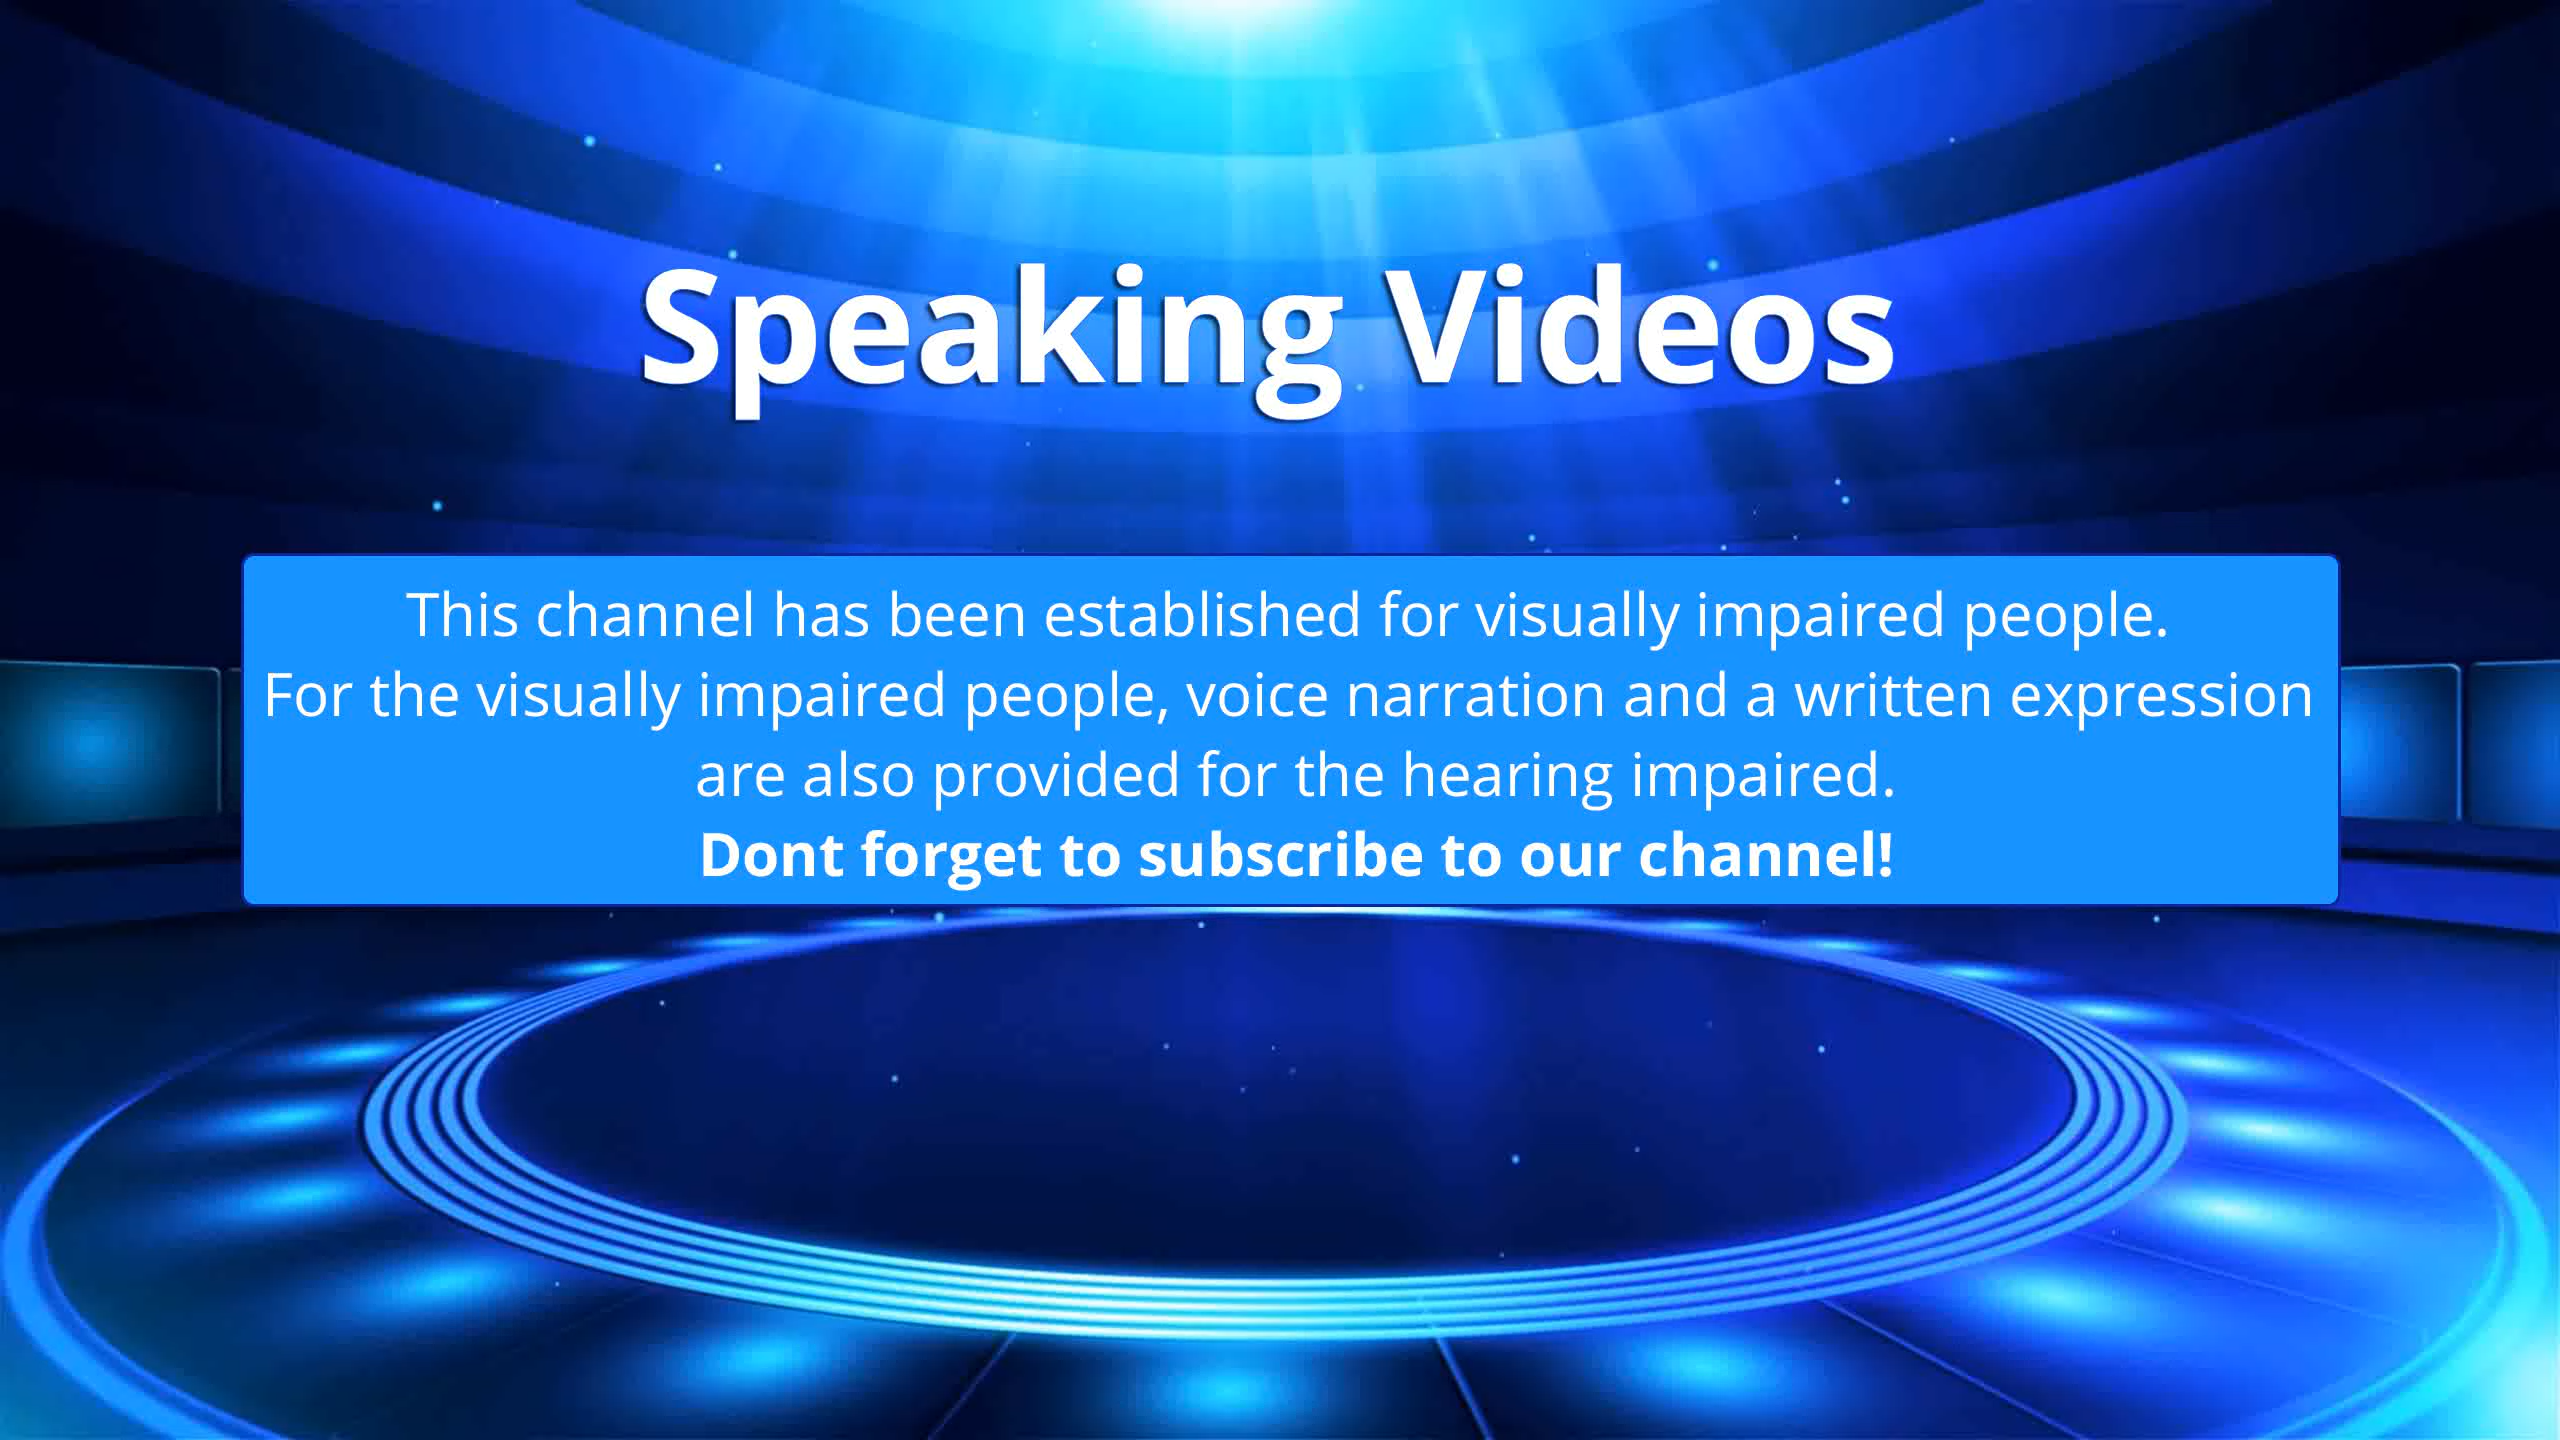 Speaking Videos
This channel has been established for visually impaired people.
For the visually impaired people, voice narration and a written expression
are also provided for the hearing impaired.
Dont forget to subscribe to our channel!